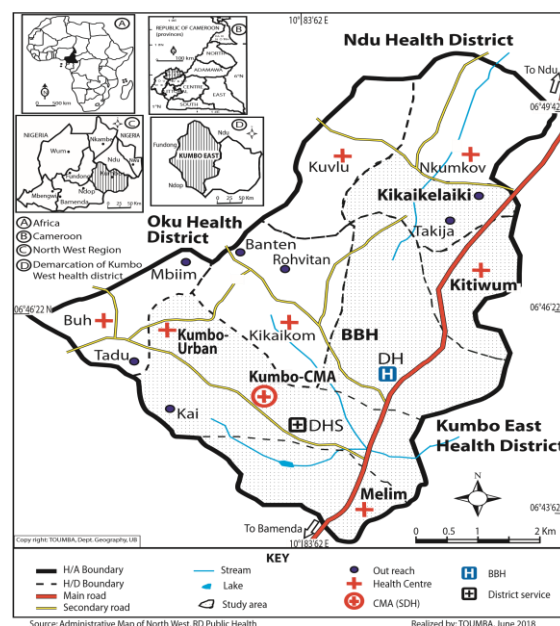 10°83'62 E
A
B
REPUBLIC OF CAMEROON
(provinces)
NORTH
ADAMAWA
CENTRE
EAST
SOUTH
500 km
C
NIGERIA
NIGERIA
Nkambe
Wum
Ndu
Fundong
Ndop
Mbengwi
Bamenda
0 25 50 km
D
Ndu
Fundong
KUMBO EAST
Ndop
A Africa
B Cameroon
C North West Region
D Demarcation of Kumbo
West health district
Ndu Health District
To Ndu
06°49'42
Kuvlu
Nkumkov
Kikaikelaiki
Takija
Oku Health
District
Banten
Rohvitan
Mbiim
Kitiwum
06°46'22
06°46'22
Buh
Kumbo-
Urban
Kikaikom
BBH
DH
H
Tadu
Kumbo-CMA
Kai
DHS
Kumbo East
Health District
Melim
N
06°43'62
To Bamenda
10°83'62 E
0 0.5 1 2 Km
Copy right: TOUMBA, Dept. Geography, UB
KEY
H/A Boundary
H/D Boundary
Main road
Secondary road
Stream
Lake
Study area
Out reach
Health Centre
CMA (SDH)
H BBH
District service
Source: Administrative Map of North West, RD Public Health
Realized by: TOUMBA, June 2018